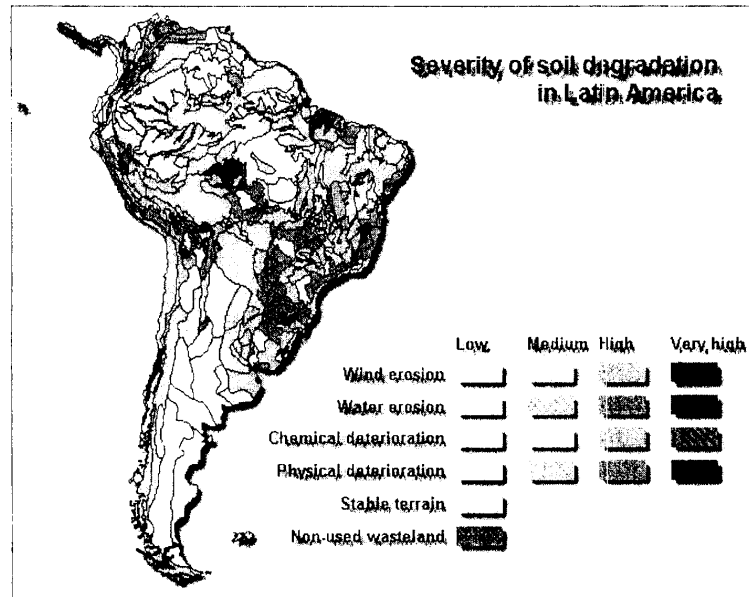 Severity of soil degradation
in Latin America
Low Medium High Very high
Wind erosion
Water erosion
Chemical deterioration
Physical deterioration
Stable terrain
Non-used wasteland